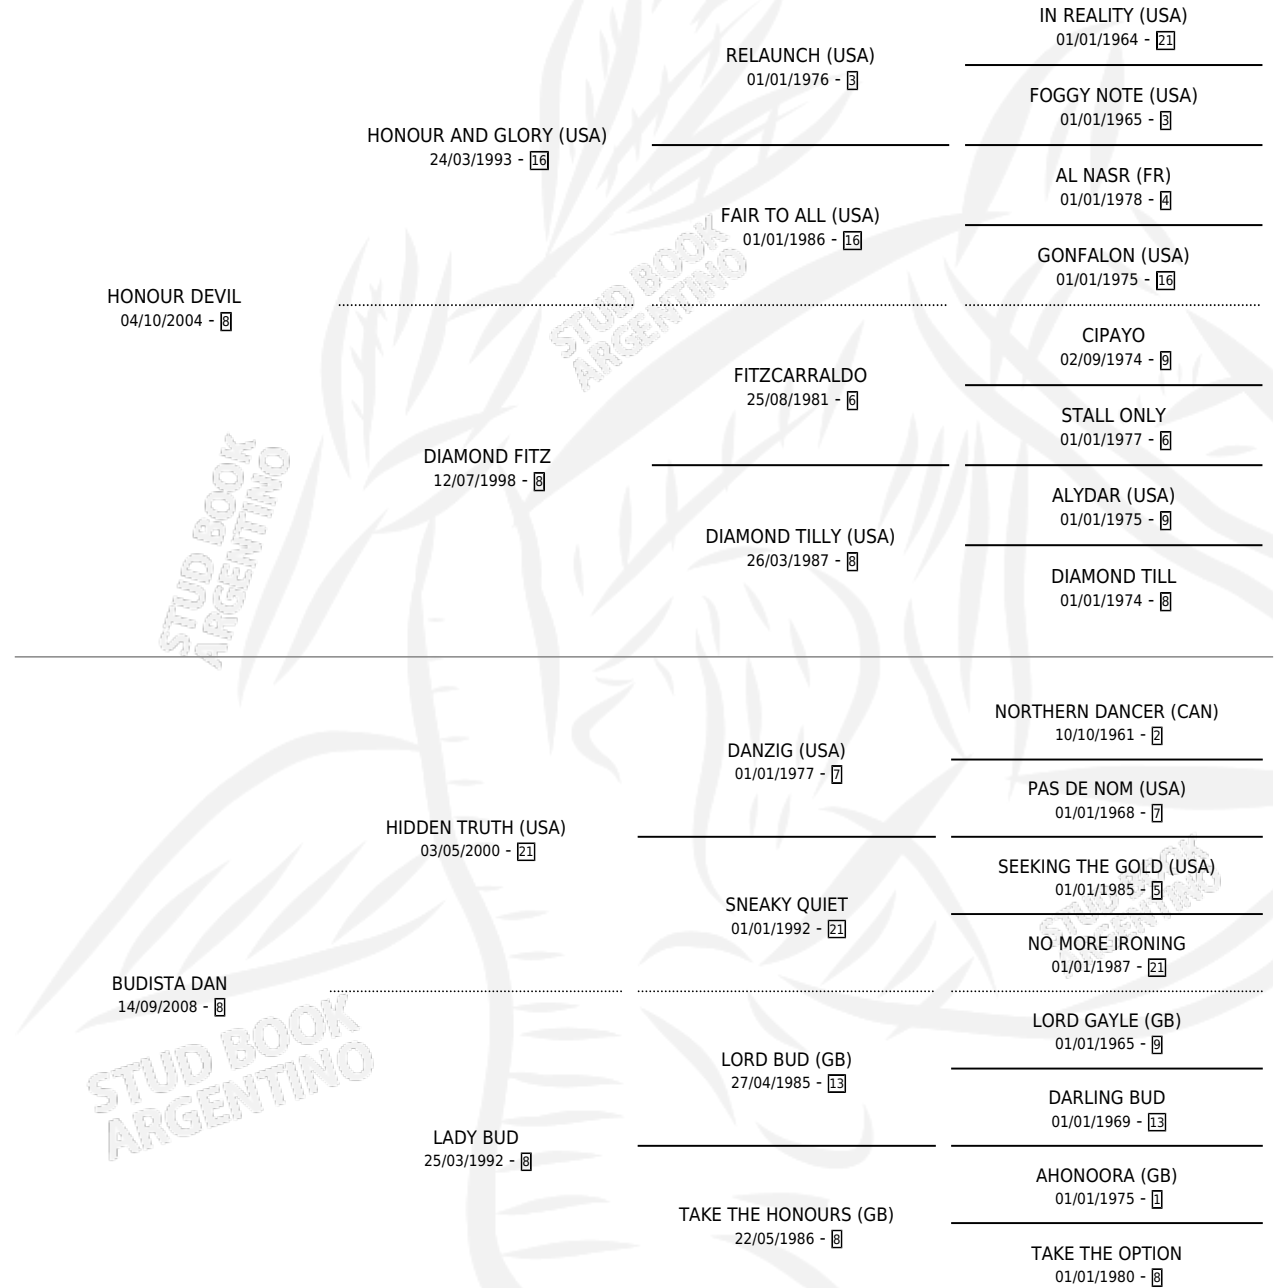 IN REALITY (USA)
01/01/1964 - 21
RELAUNCH (USA)
01/01/1976 - 3
FOGGY NOTE (USA)
01/01/1965 - 3
HONOUR AND GLORY (USA)
24/03/1993 - 16
AL NASR (FR)
01/01/1978 - 4
FAIR TO ALL (USA)
01/01/1986 - 16
GONFALON (USA)
01/01/1975 - 16
HONOUR DEVIL
04/10/2004 - 8
CIPAYO
02/09/1974 - 9
FITZCARRALDO
25/08/1981 - 6
STALL ONLY
01/01/1977 - 6
DIAMOND FITZ
12/07/1998 - 8
ALYDAR (USA)
01/01/1975 - 9
DIAMOND TILLY (USA)
26/03/1987 - 8
DIAMOND TILL
01/01/1974 - 8
STUD BOOK
ARGENTINO
STUD BOOK
ARGENTINO
NORTHERN DANCER (CAN)
10/10/1961 - 2
DANZIG (USA)
01/01/1977 - 7
PAS DE NOM (USA)
01/01/1968 - 7
HIDDEN TRUTH (USA)
03/05/2000 - 21
SEEKING THE GOLD (USA)
01/01/1985 - 5
SNEAKY QUIET
01/01/1992 - 21
NO MORE IRONING
01/01/1987 - 21
BUDISTA DAN
14/09/2008 - 8
LORD GAYLE (GB)
01/01/1965 - 9
LORD BUD (GB)
27/04/1985 - 13
DARLING BUD
01/01/1969 - 13
LADY BUD
25/03/1992 - 8
AHONOORA (GB)
01/01/1975 - 1
TAKE THE HONOURS (GB)
22/05/1986 - 8
TAKE THE OPTION
01/01/1980 - 8
STUD BOOK
ARGENTINO
STUD BOOK
ARGENTINO